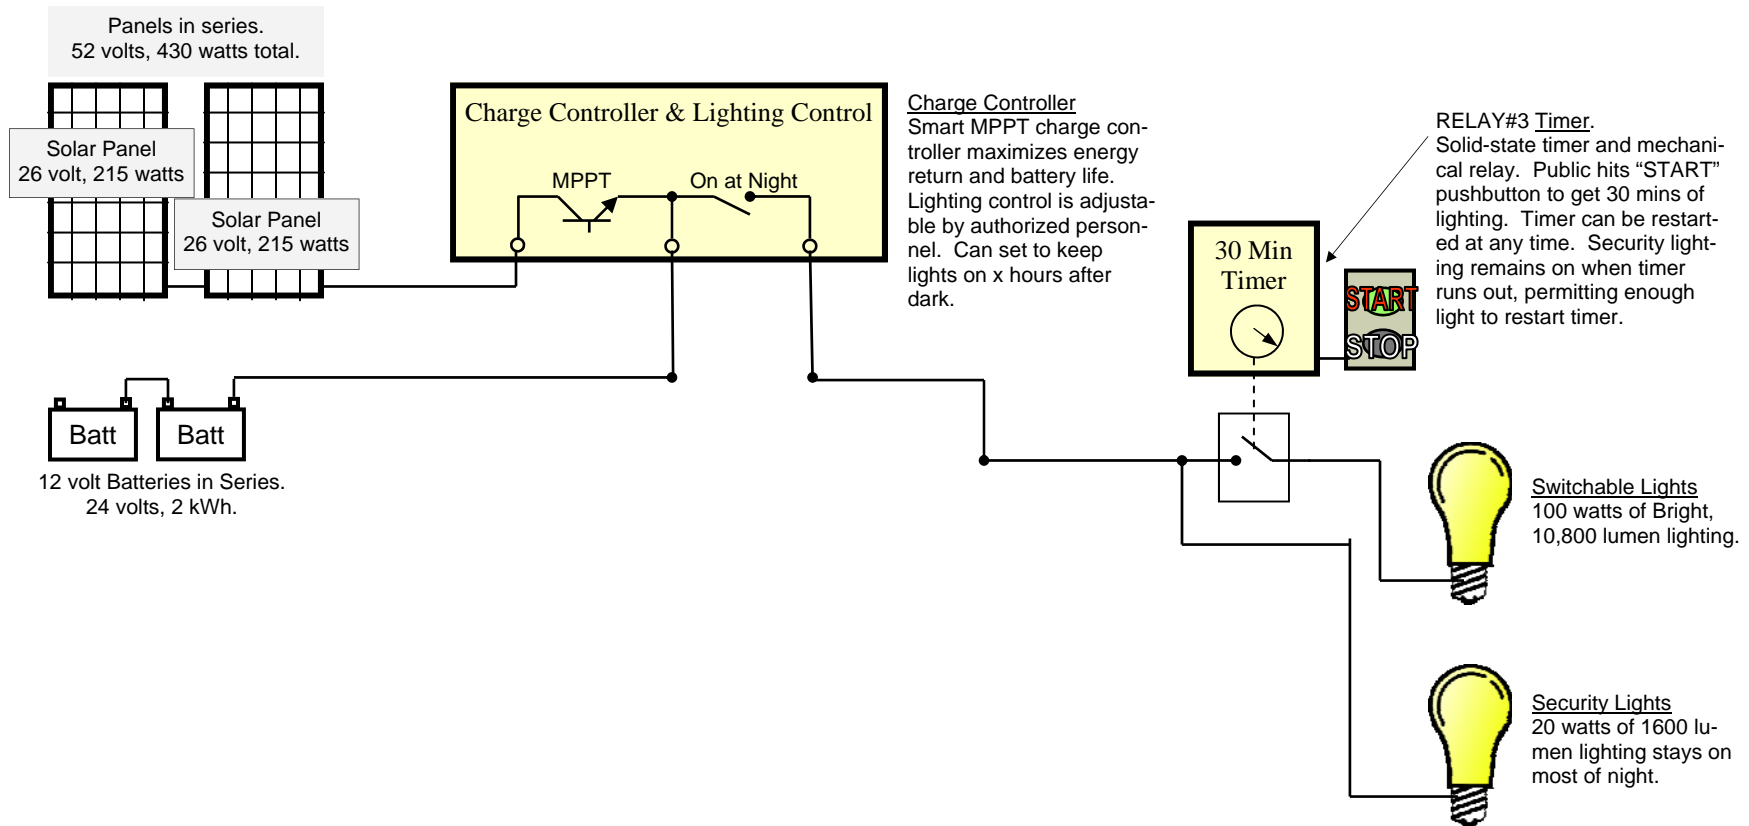 Panels in series.
52 volts, 430 watts total.
Solar Panel
26 volt, 215 watts
Solar Panel
26 volt, 215 watts
Charge Controller & Lighting Control
MPPT
On at Night
Charge Controller
Smart MPPT charge con-
troller maximizes energy
return and battery life.
Lighting control is adjusta-
ble by authorized person-
nel.  Can set to keep
lights on x hours after
dark.
30 Min
Timer
START
STOP
RELAY#3 Timer.
Solid-state timer and mechani-
cal relay.  Public hits “START”
pushbutton to get 30 mins of
lighting.  Timer can be restart-
ed at any time.  Security light-
ing remains on when timer
runs out, permitting enough
light to restart timer.
Batt
Batt
12 volt Batteries in Series.
24 volts, 2 kWh.
Switchable Lights
100 watts of Bright,
10,800 lumen lighting.
Security Lights
20 watts of 1600 lu-
men lighting stays on
most of night.